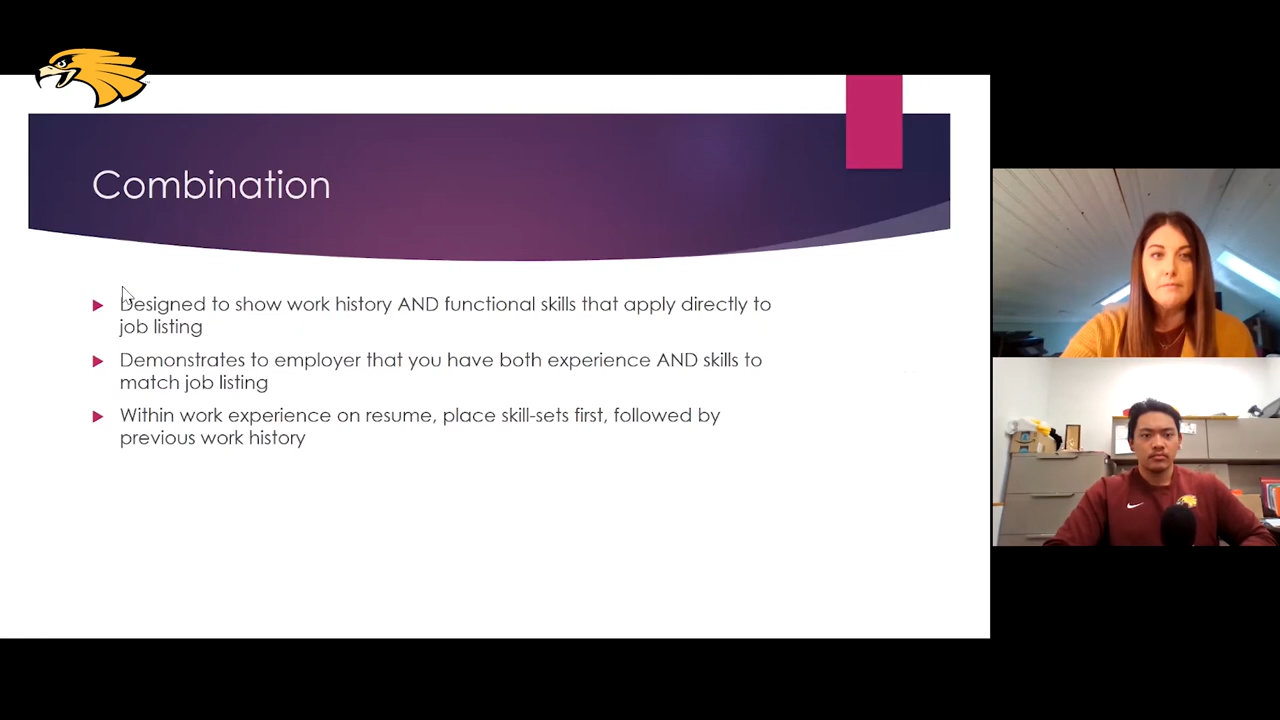 Combination
Designed to show work history AND functional skills that apply directly to
job listing
Demonstrates to employer that you have both experience AND skills to
match job listing
Within work experience on resume, place skill-sets first, followed by
previous work history